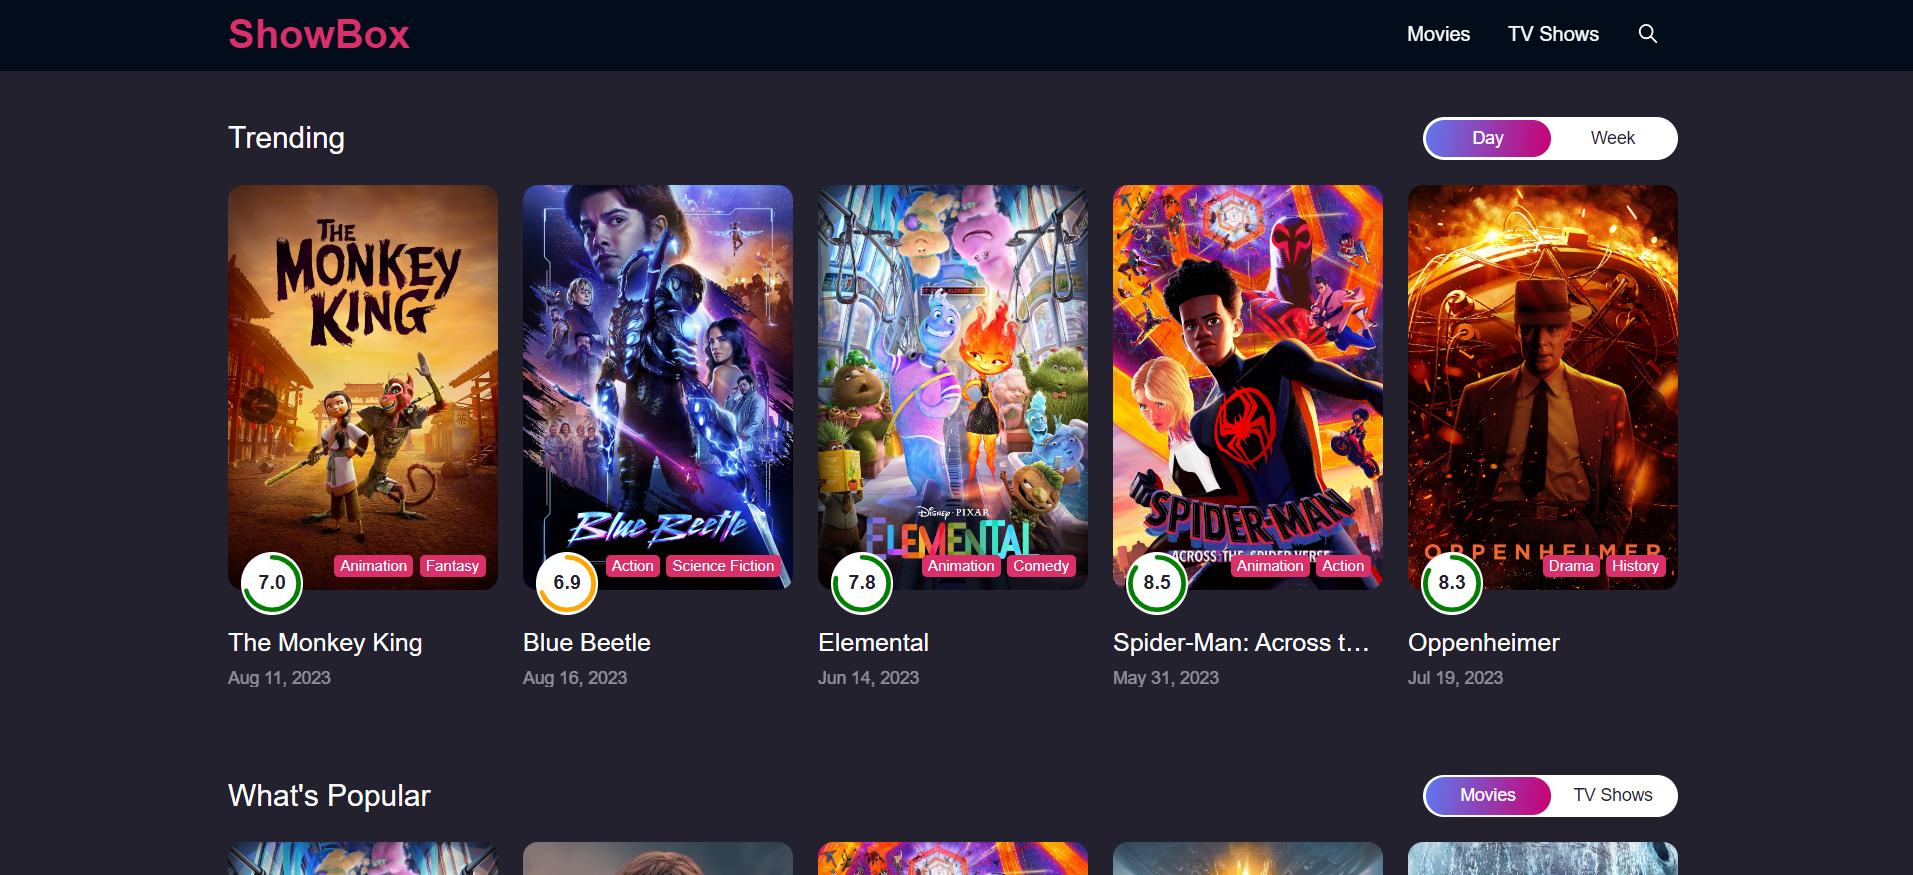 ShowBox
Movies
TV Shows
Trending
Day
Week
THE
MONKEY
KING
Animation
Fantasy
7.0
The Monkey King
Aug 11, 2023
Blue Beetle
Action
Science Fiction
6.9
Blue Beetle
Aug 16, 2023
DISNEY · PIXAR
ELEMENTAL
Animation
Comedy
7.8
Elemental
Jun 14, 2023
SPIDER-MAN
ACROSS THE SPIDER-VERSE
Animation
Action
8.5
Spider-Man: Across t...
May 31, 2023
OPPENHEIMER
Drama
History
8.3
Oppenheimer
Jul 19, 2023
What's Popular
Movies
TV Shows